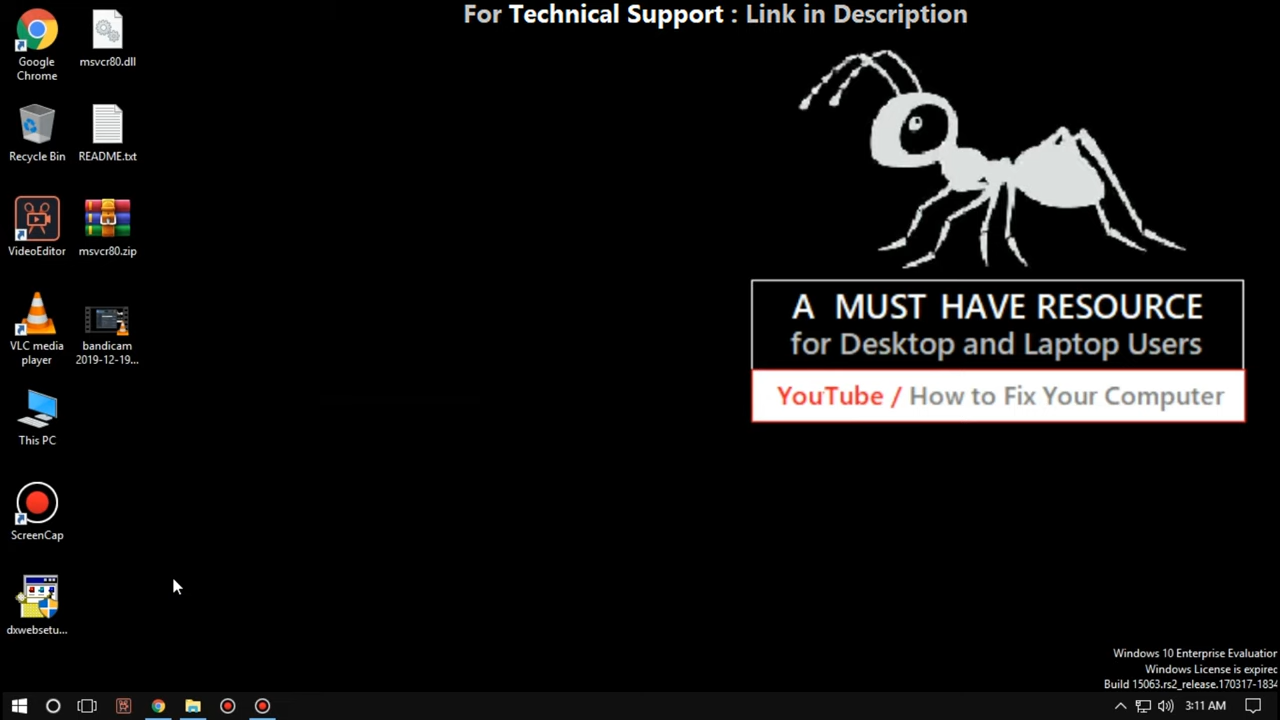 For Technical Support : Link in Description
Google
Chrome
msvcr80.dll
Recycle Bin
README.txt
VideoEditor
msvcr80.zip
VLC media
player
bandicam
2019-12-19...
This PC
ScreenCap
dxwebsetu...
A MUST HAVE RESOURCE
for Desktop and Laptop Users
YouTube / How to Fix Your Computer
Windows 10 Enterprise Evaluation
Windows License is expired
Build 15063.rs2_release.170317-1834
3:11 AM